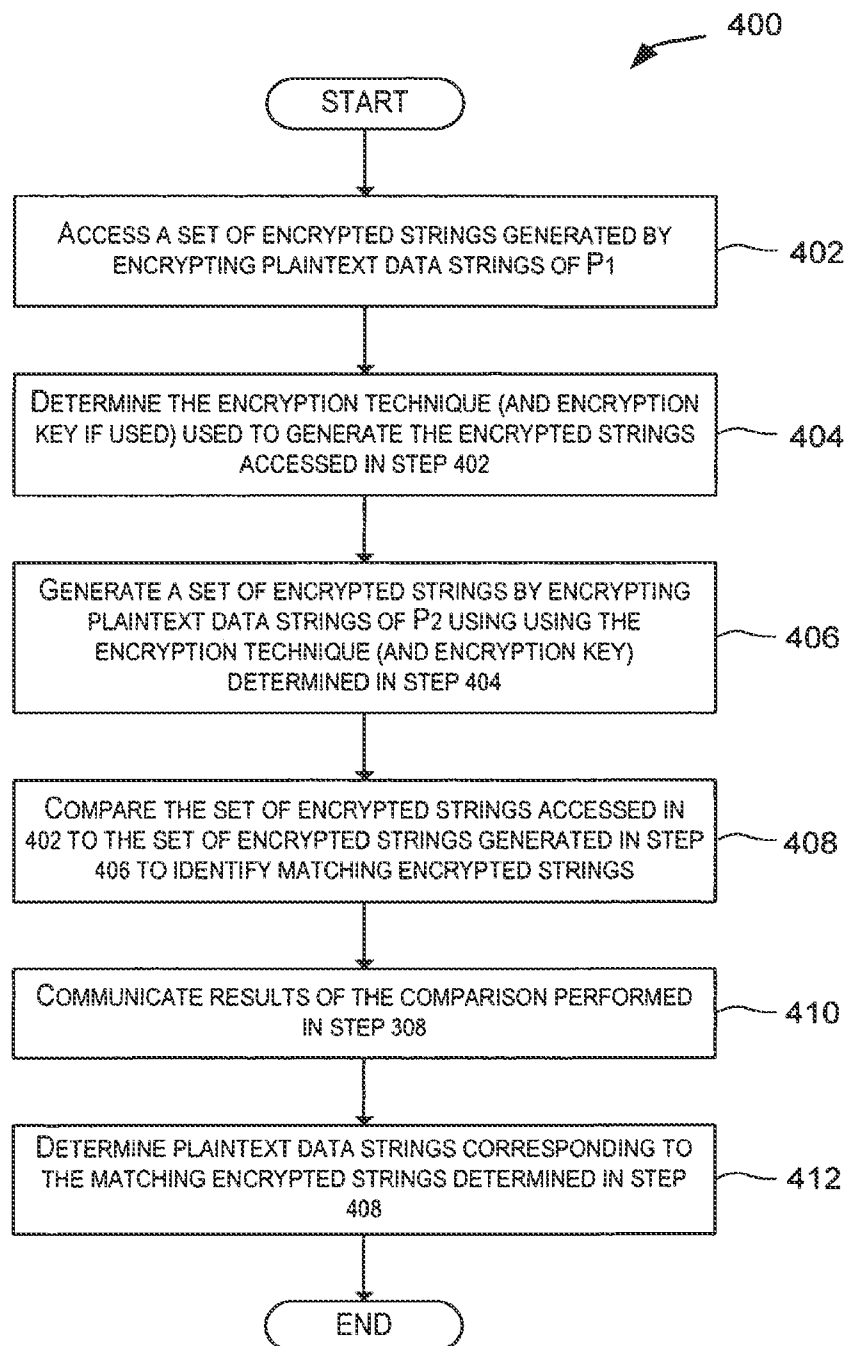 400
START
ACCESS A SET OF ENCRYPTED STRINGS GENERATED BY
ENCRYPTING PLAINTEXT DATA STRINGS OF P1
402
DETERMINE THE ENCRYPTION TECHNIQUE (AND ENCRYPTION
KEY IF USED) USED TO GENERATE THE ENCRYPTED STRINGS
ACCESSED IN STEP 402
404
GENERATE A SET OF ENCRYPTED STRINGS BY ENCRYPTING
PLAINTEXT DATA STRINGS OF P2 USING USING THE
ENCRYPTION TECHNIQUE (AND ENCRYPTION KEY)
DETERMINED IN STEP 404
406
COMPARE THE SET OF ENCRYPTED STRINGS ACCESSED IN
402 TO THE SET OF ENCRYPTED STRINGS GENERATED IN STEP
406 TO IDENTIFY MATCHING ENCRYPTED STRINGS
408
COMMUNICATE RESULTS OF THE COMPARISON PERFORMED
IN STEP 308
410
DETERMINE PLAINTEXT DATA STRINGS CORRESPONDING TO
THE MATCHING ENCRYPTED STRINGS DETERMINED IN STEP
408
412
END